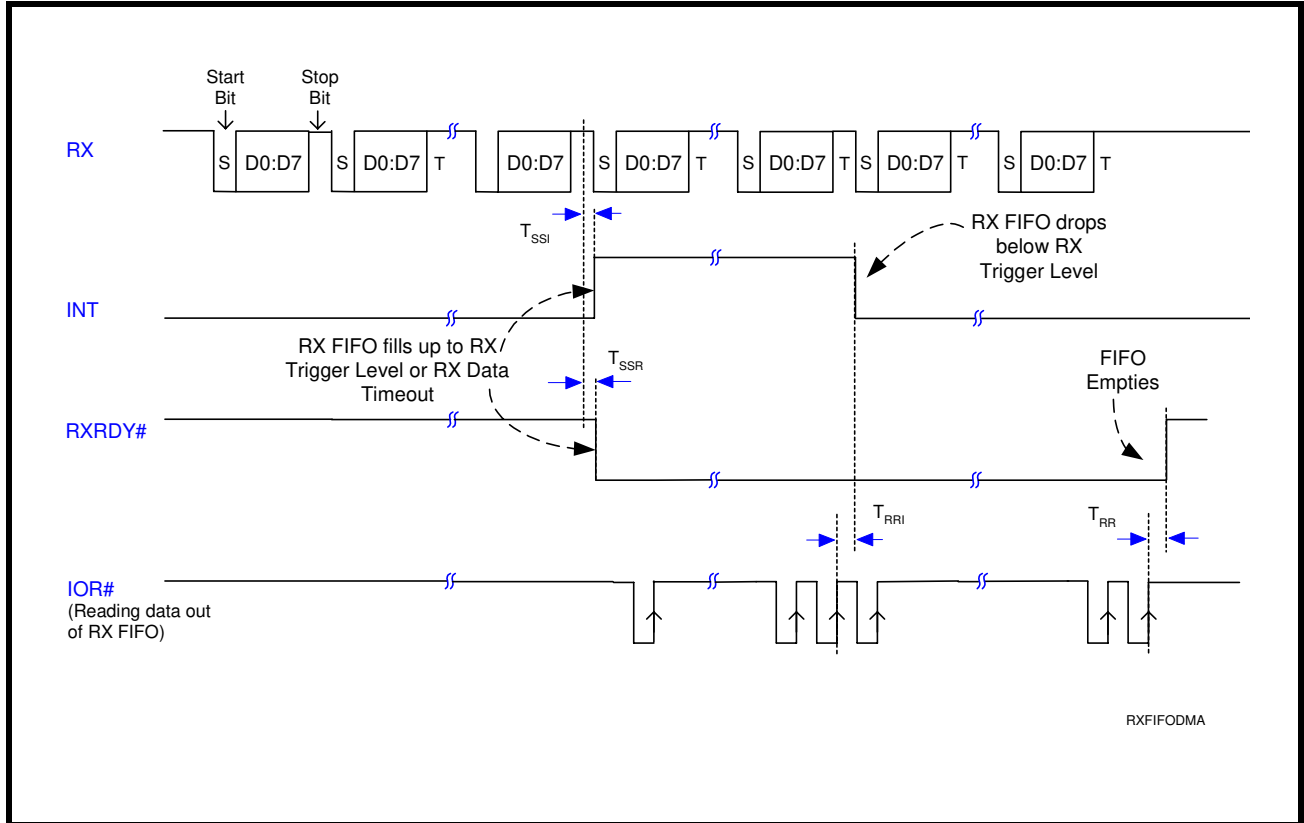 Start
Bit
Stop
Bit
RX
S D0:D7 S D0:D7 T D0:D7 S D0:D7 T S D0:D7 T S D0:D7 T S D0:D7 T
TSSI
RX FIFO drops
below RX
Trigger Level
INT
RX FIFO fills up to RX
Trigger Level or RX Data
Timeout
TSSR
FIFO
Empties
RXRDY#
TRRI
TRR
IOR#
(Reading data out
of RX FIFO)
RXFIFODMA